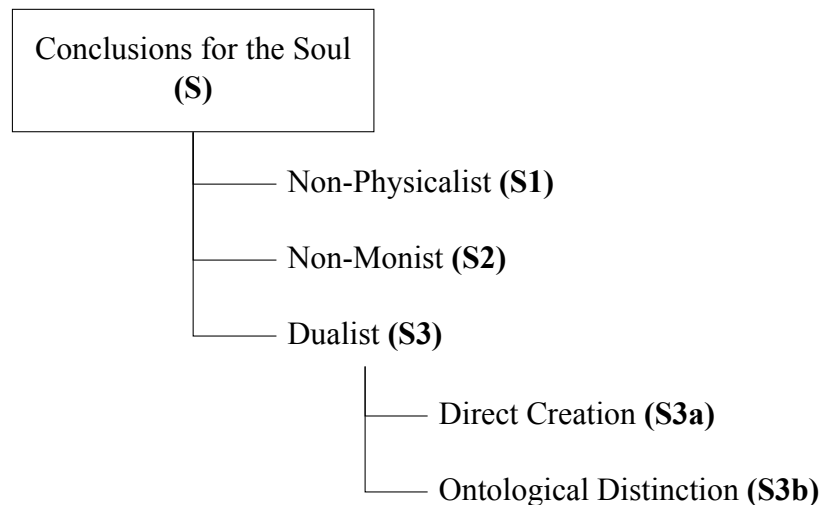 Conclusions for the Soul
(S)
Non-Physicalist (S1)
Non-Monist (S2)
Dualist (S3)
Direct Creation (S3a)
Ontological Distinction (S3b)